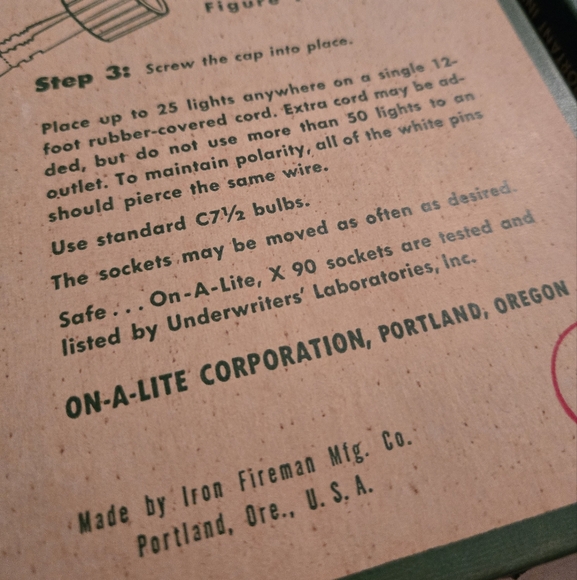 Figure
Step 3: Screw the cap into place.
Place up to 25 lights anywhere on a single 12-
foot rubber-covered cord. Extra cord may be ad-
ded, but do not use more than 50 lights to an
outlet. To maintain polarity, all of the white pins
should pierce the same wire.
Use standard C7½ bulbs.
The sockets may be moved as often as desired.
Safe . . . On-A-Lite, X 90 sockets are tested and
listed by Underwriters' Laboratories, Inc.
ON-A-LITE CORPORATION, PORTLAND, OREGON
Made by Iron Fireman Mfg. Co.
Portland, Ore., U. S. A.